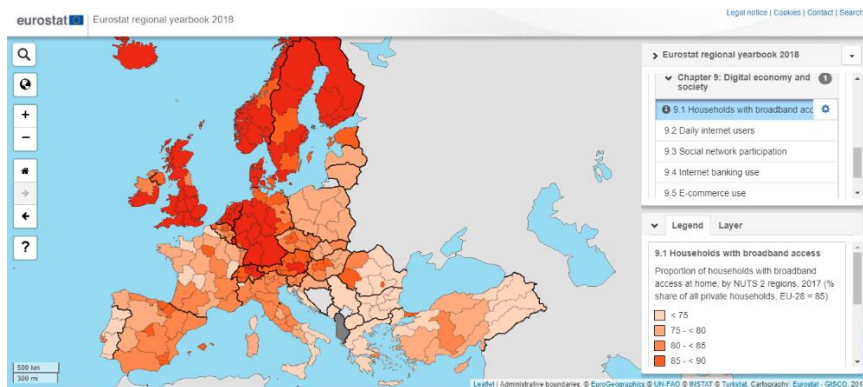 Legal notice | Cookies | Contact | Search
eurostat
Eurostat regional yearbook 2018
Eurostat regional yearbook 2018
Chapter 9: Digital economy and
society
1
9.1 Households with broadband acc
9.2 Daily internet users
9.3 Social network participation
9.4 Internet banking use
9.5 E-commerce use
+
−
?
Legend
Layer
9.1 Households with broadband access
Proportion of households with broadband
access at home, by NUTS 2 regions, 2017 (%
share of all private households, EU-28 = 85)
< 75
75 - < 80
80 - < 85
85 - < 90
500 km
300 mi
Leaflet | Administrative boundaries: © EuroGeographics © UN-FAO © INSTAT © Turkstat, Cartography: Eurostat - GISCO, 201